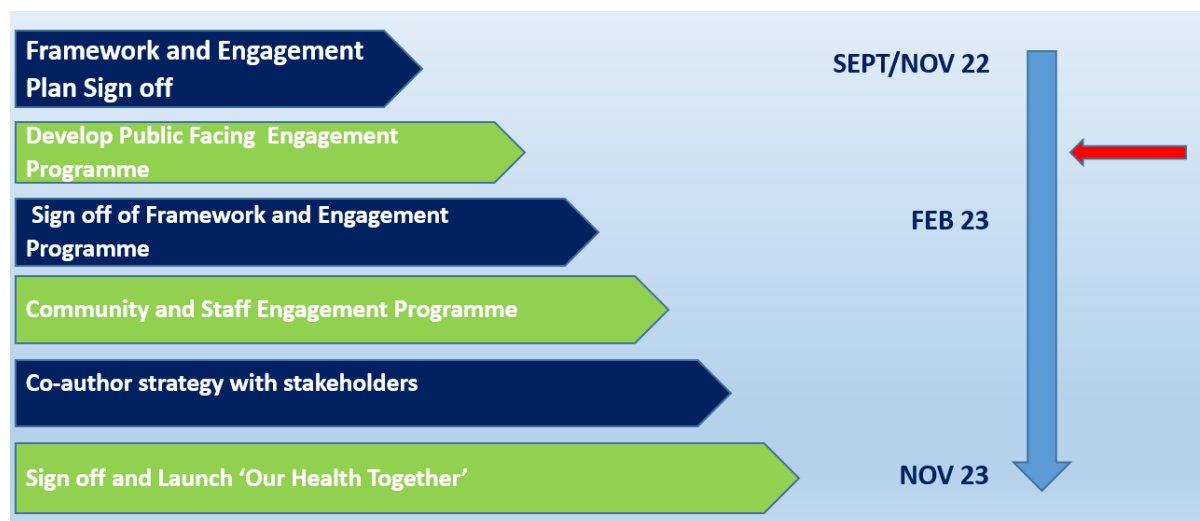 Framework and Engagement
Plan Sign off
SEPT/NOV 22
Develop Public Facing  Engagement
Programme
Sign off of Framework and Engagement
Programme
FEB 23
Community and Staff Engagement Programme
Co-author strategy with stakeholders
Sign off and Launch ‘Our Health Together’
NOV 23